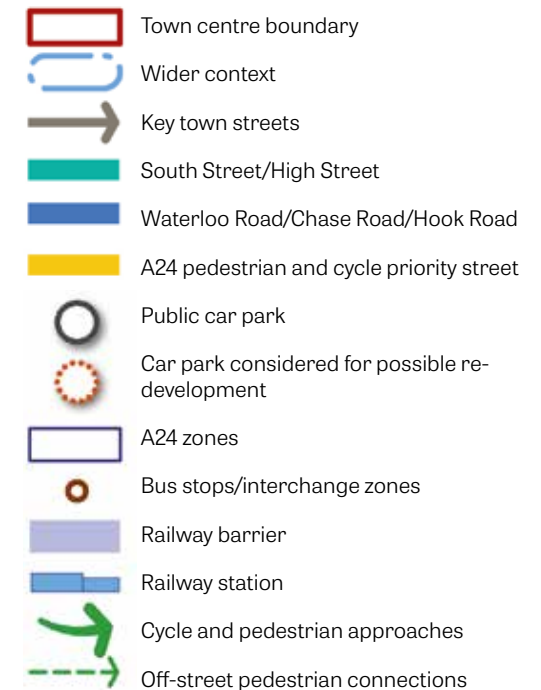 Town centre boundary
Wider context
Key town streets
South Street/High Street
Waterloo Road/Chase Road/Hook Road
A24 pedestrian and cycle priority street
Public car park
Car park considered for possible re-
development
A24 zones
Bus stops/interchange zones
Railway barrier
Railway station
Cycle and pedestrian approaches
Off-street pedestrian connections